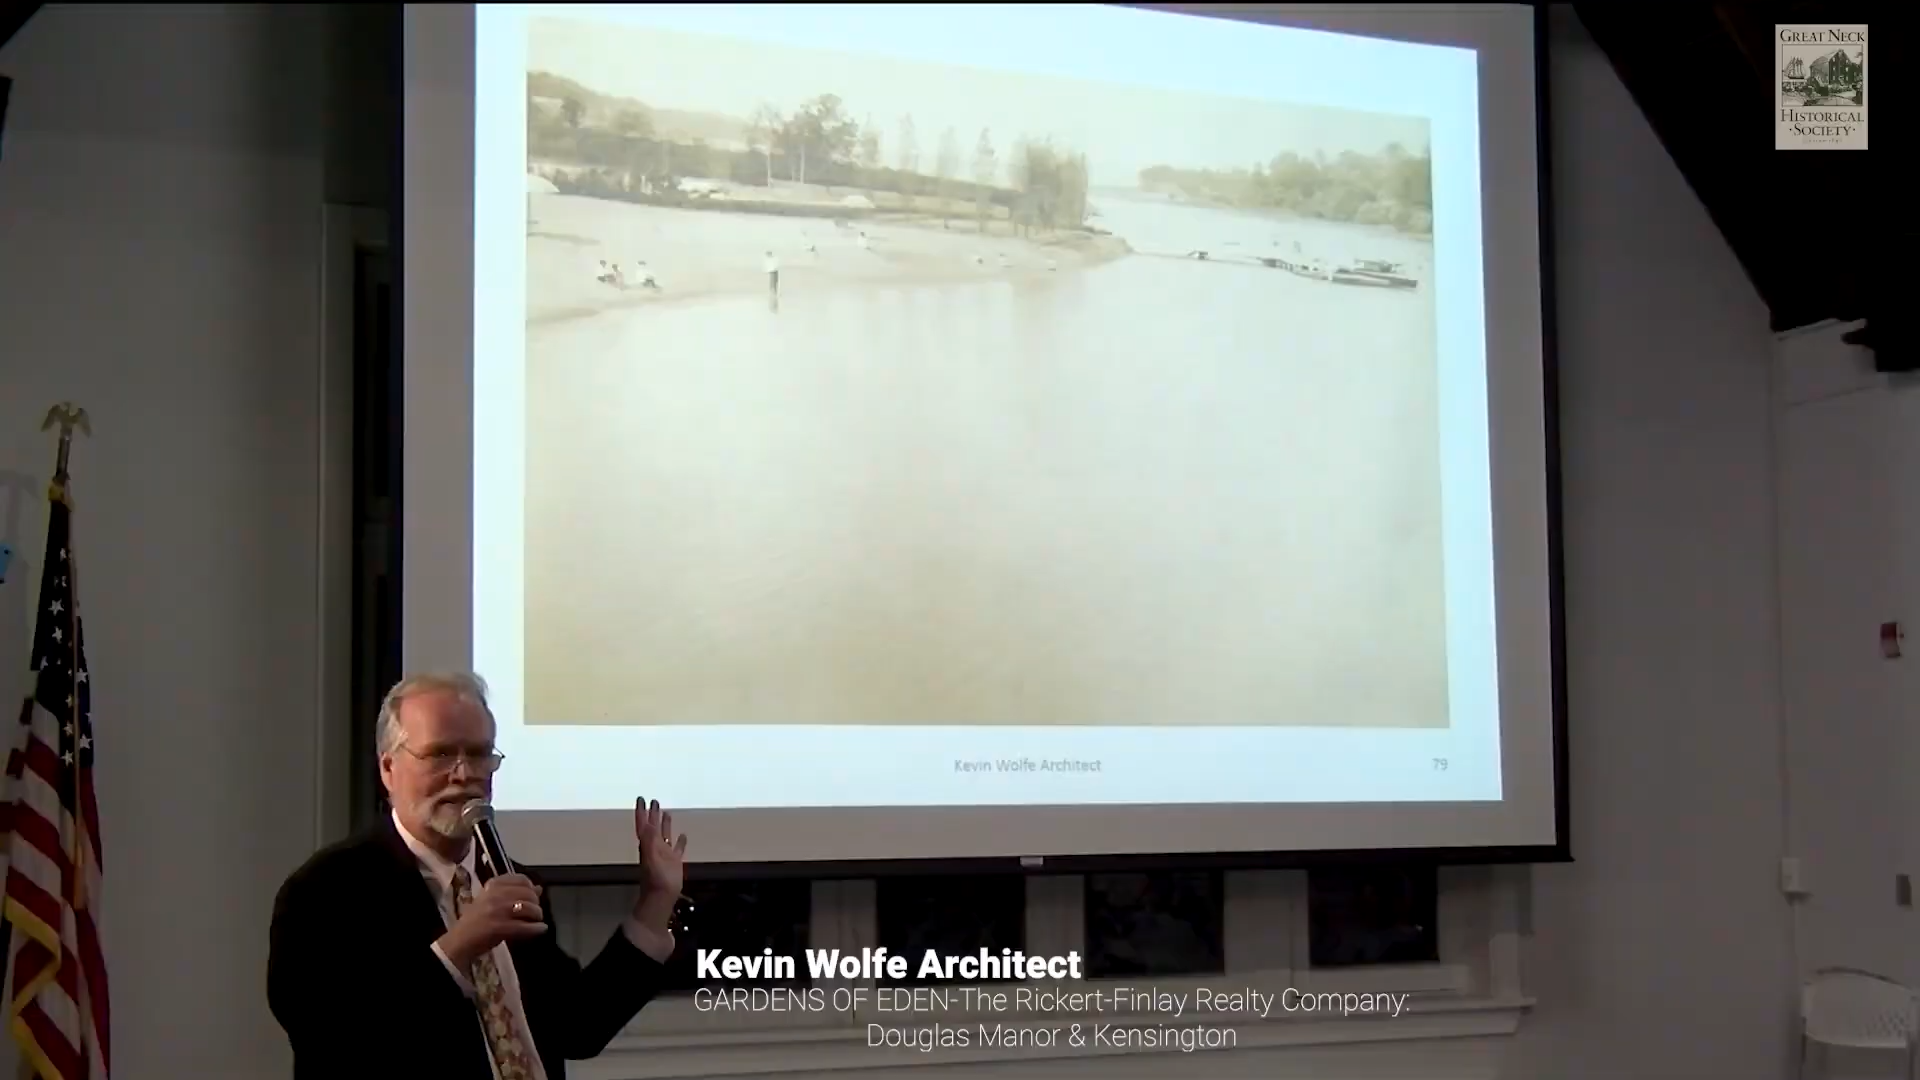 GREAT NECK
HISTORICAL
·SOCIETY·
Kevin Wolfe Architect
79
Kevin Wolfe Architect
GARDENS OF EDEN-The Rickert-Finlay Realty Company:
Douglas Manor & Kensington